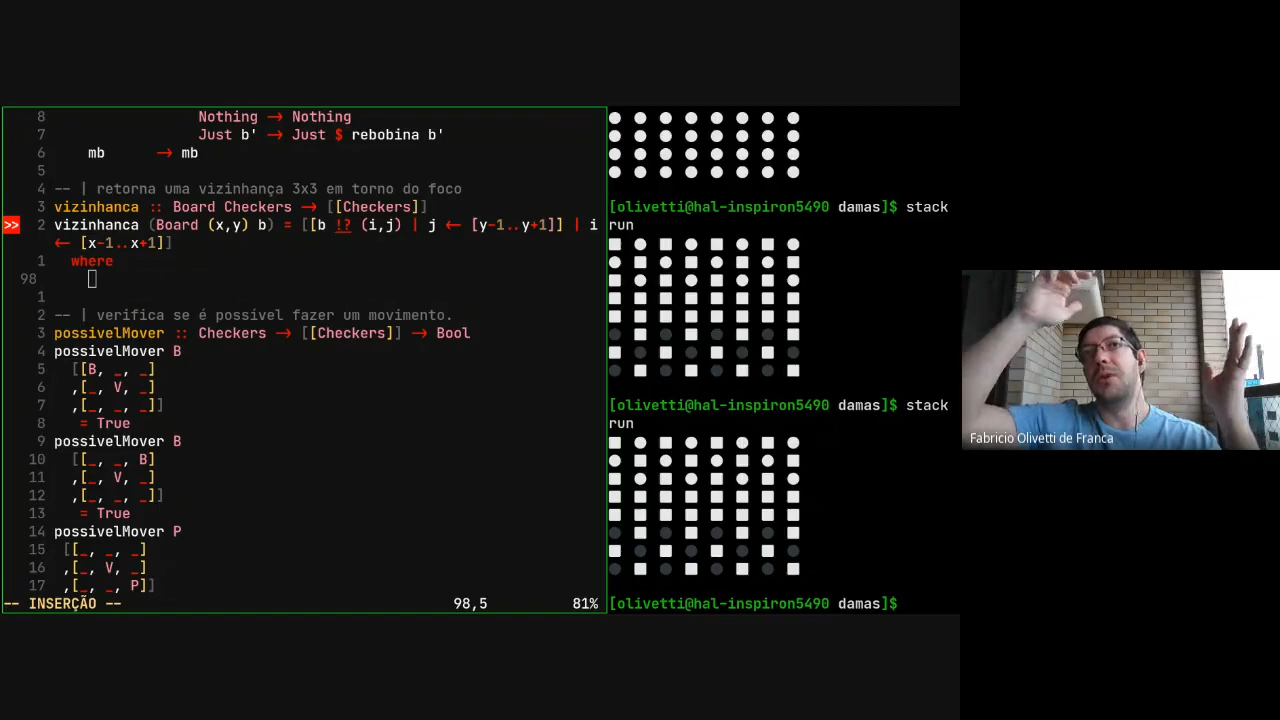 8 Nothing → Nothing
7 Just b' → Just $ rebobina b'
6 mb → mb
5
4 -- | retorna uma vizinhança 3x3 em torno do foco
3 vizinhanca :: Board Checkers → [[Checkers]]
>> 2 vizinhanca (Board (x,y) b) = [[b !? (i,j) | j ← [y-1..y+1]] | i
← [x-1..x+1]]
1 where
98
1
2 -- | verifica se é possível fazer um movimento.
3 possivelMover :: Checkers → [[Checkers]] → Bool
4 possivelMover B
5 [[B, _, _]
6 ,[_, V, _]
7 ,[_, _, _]]
8 = True
9 possivelMover B
10 [[_, _, B]
11 ,[_, V, _]
12 ,[_, _, _]]
13 = True
14 possivelMover P
15 [[_, _, _]
16 ,[_, V, _]
17 ,[_, _, P]]
-- INSERÇÃO -- 98,5 81%
[olivetti@hal-inspiron5490 damas]$ stack
run
[olivetti@hal-inspiron5490 damas]$ stack
run
[olivetti@hal-inspiron5490 damas]$
Fabricio Olivetti de Franca